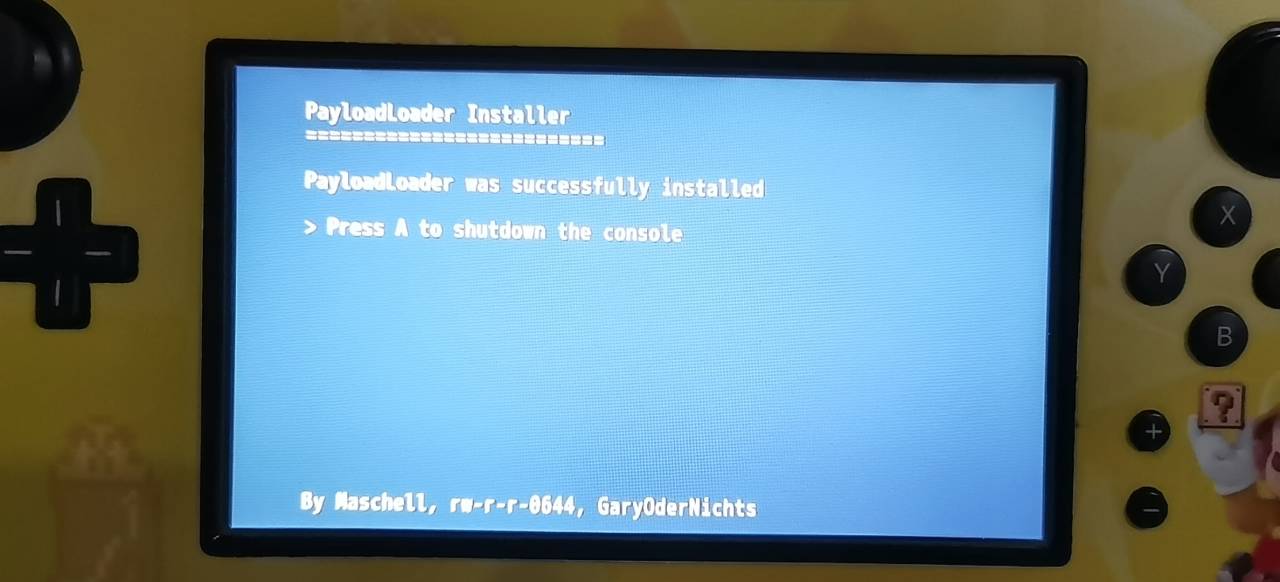 PayloadLoader Installer
==========================
PayloadLoader was successfully installed
> Press A to shutdown the console
By Maschell, rw-r-r-0644, GaryOderNichts
X
Y
B
+
?
-